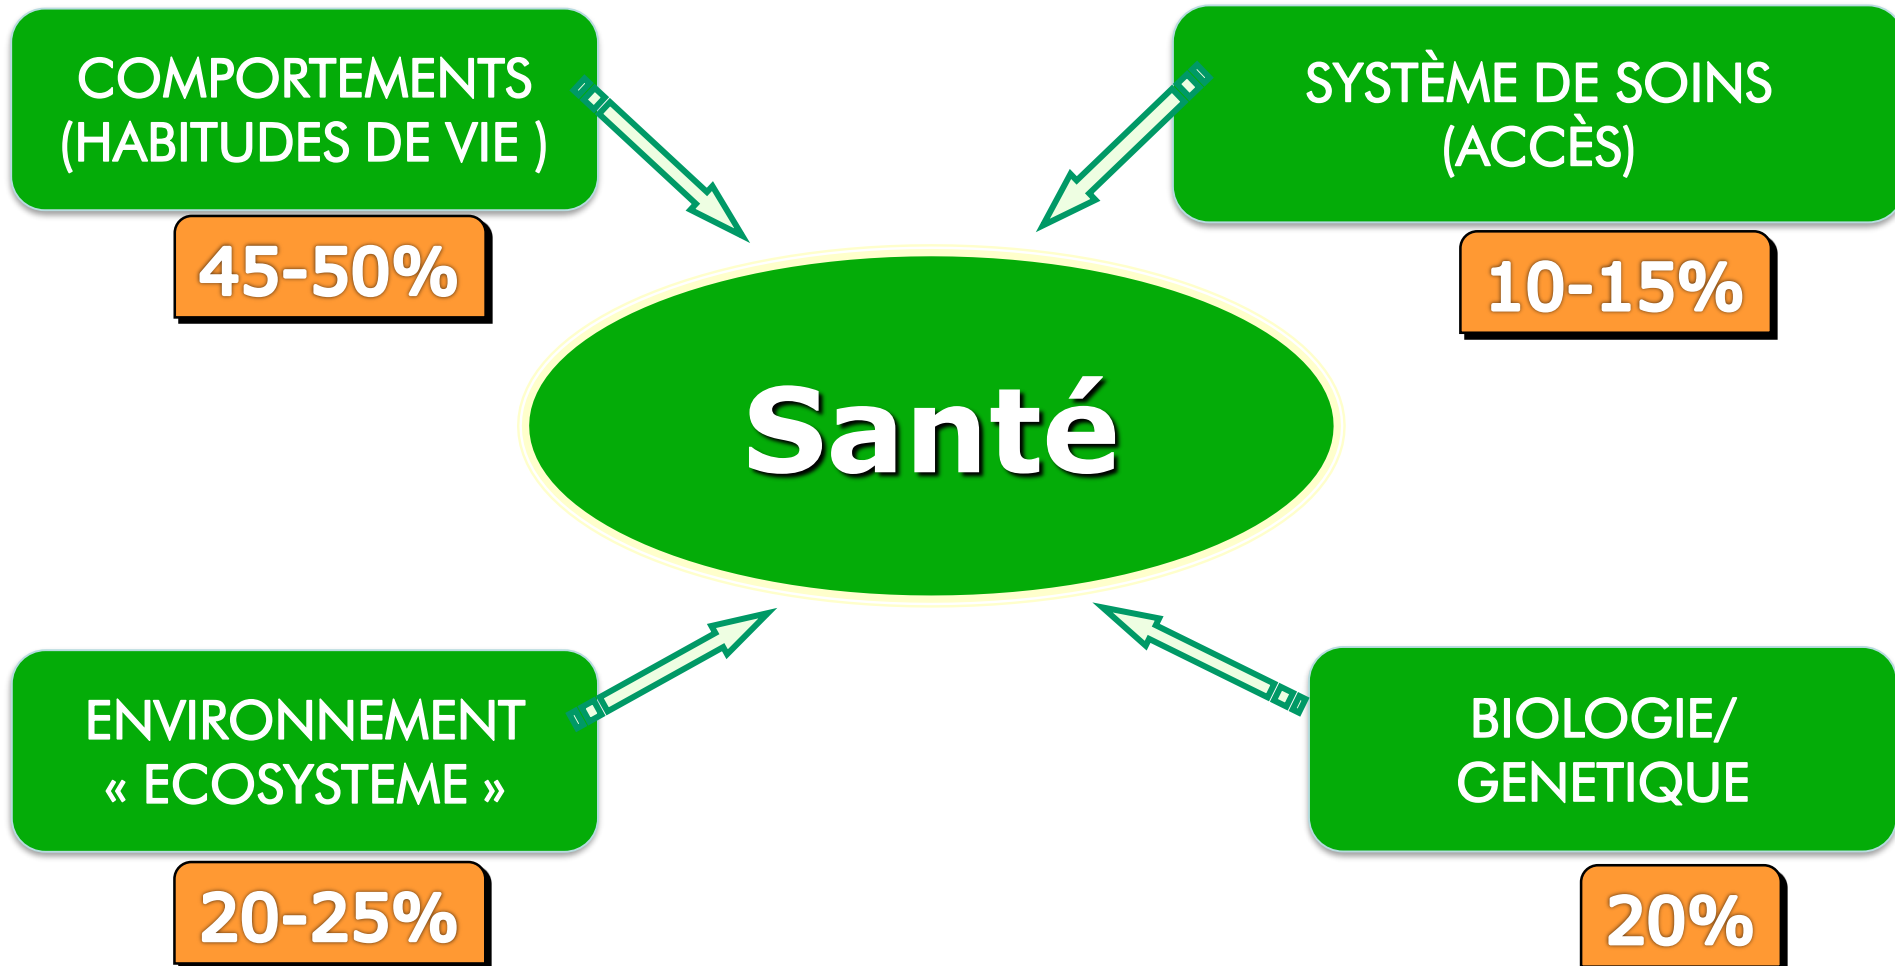 COMPORTEMENTS
(HABITUDES DE VIE )
45-50%
SYSTÈME DE SOINS
(ACCÈS)
10-15%
Santé
ENVIRONNEMENT
« ECOSYSTEME »
20-25%
BIOLOGIE/
GENETIQUE
20%